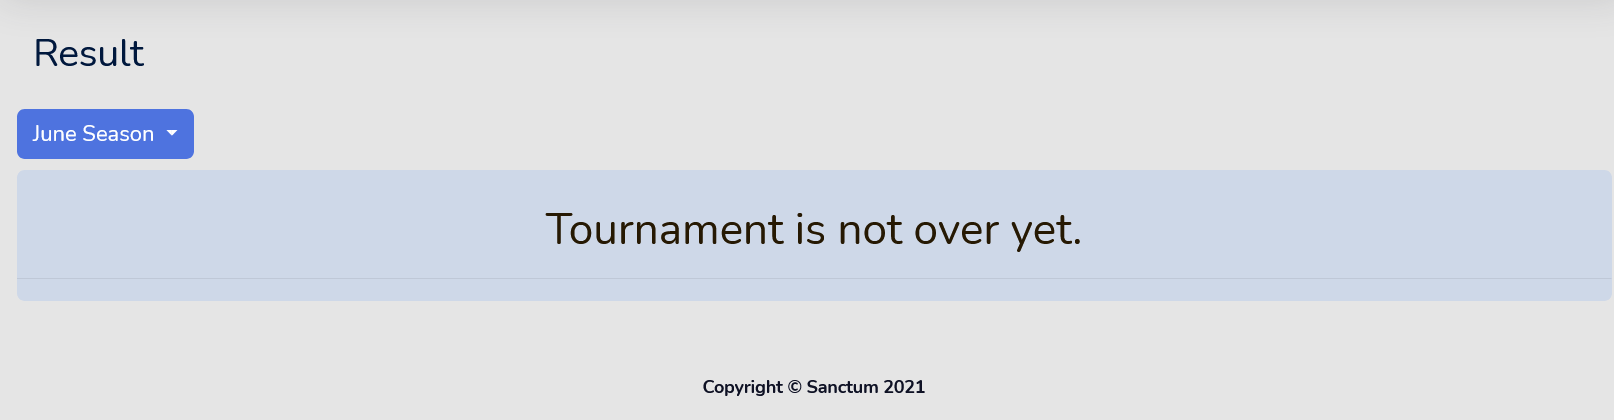 Result
June Season
Tournament is not over yet.
Copyright © Sanctum 2021